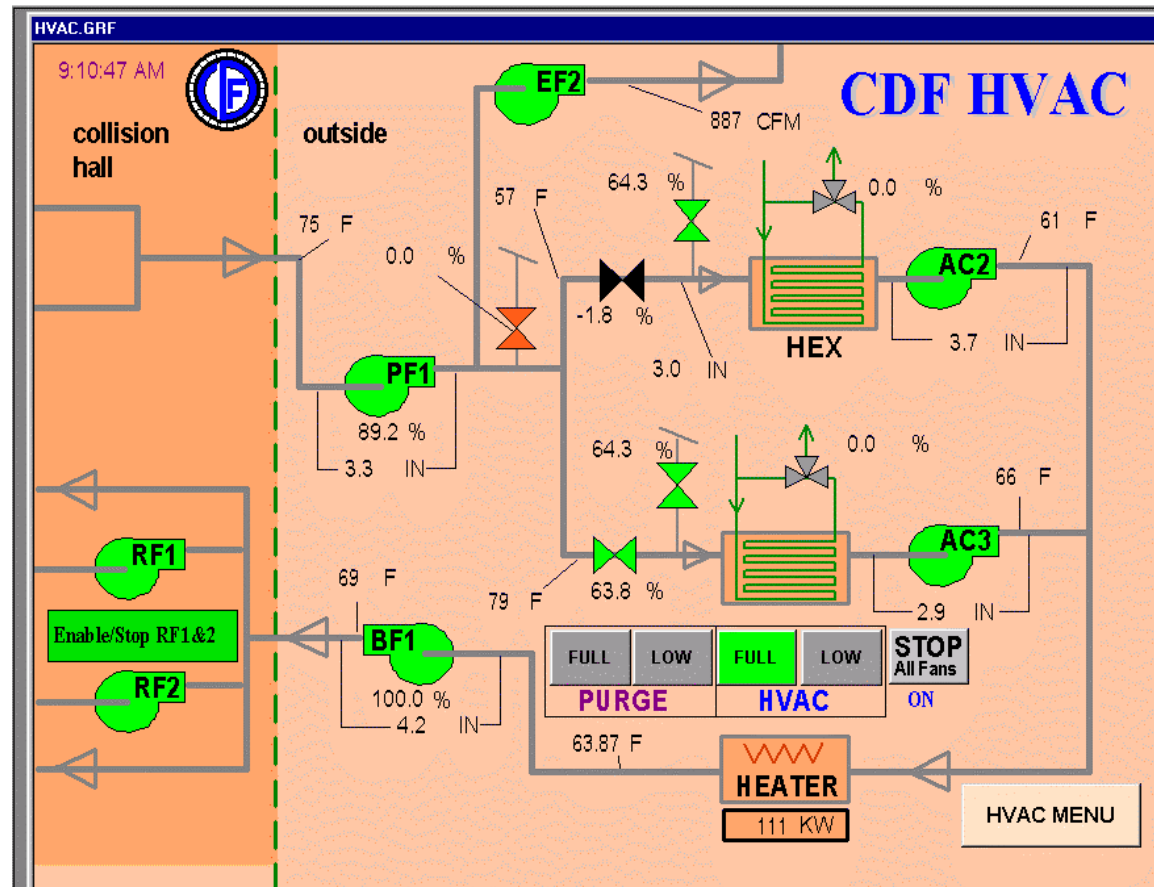 HVAC.GRF
9:10:47 AM
CDF
CDF HVAC
collision
hall
outside
EF2
887 CFM
64.3 %
0.0 %
57 F
75 F
0.0 %
61 F
AC2
-1.8 %
HEX
3.0 IN
3.7 IN
PF1
89.2 %
3.3 IN
64.3 %
0.0 %
66 F
AC3
RF1
69 F
79 F
63.8 %
2.9 IN
Enable/Stop RF1&2
BF1
RF2
100.0 %
4.2 IN
FULL LOW FULL LOW
STOP
All Fans
PURGE HVAC ON
63.87 F
HEATER
111 KW
HVAC MENU